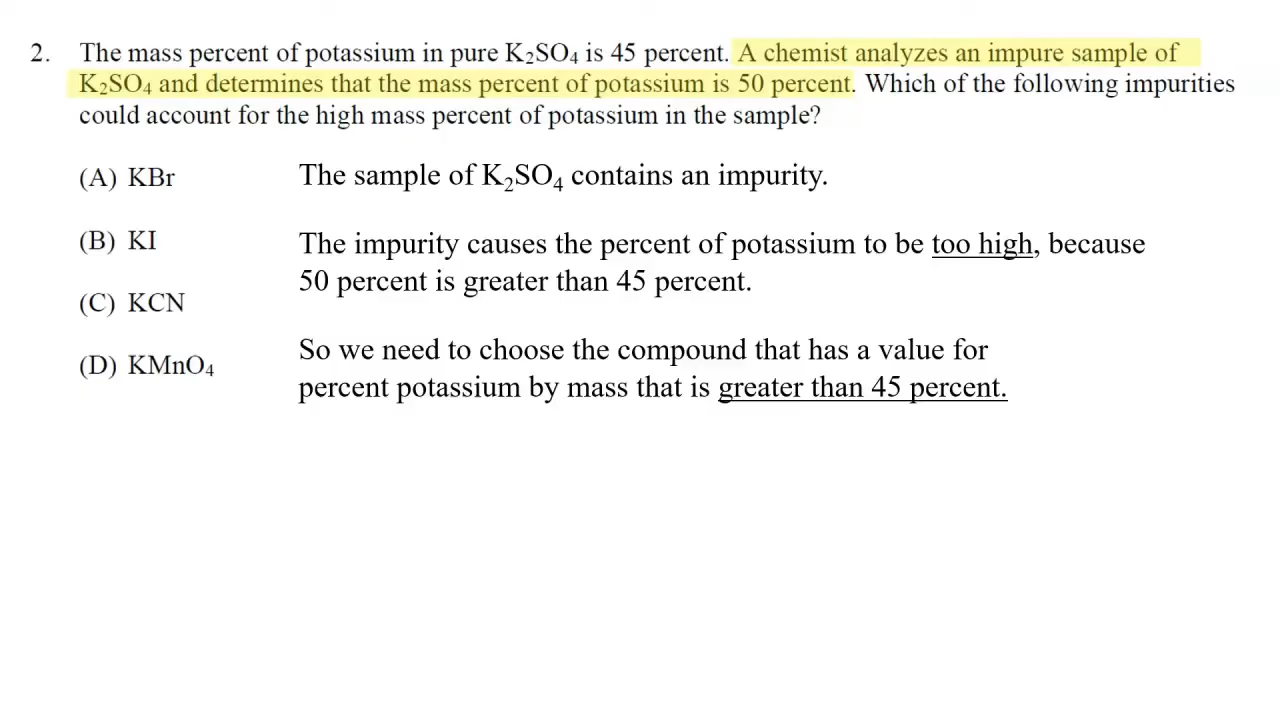 2. The mass percent of potassium in pure K₂SO₄ is 45 percent. A chemist analyzes an impure sample of
K₂SO₄ and determines that the mass percent of potassium is 50 percent. Which of the following impurities
could account for the high mass percent of potassium in the sample?
(A) KBr
The sample of K₂SO₄ contains an impurity.
(B) KI
The impurity causes the percent of potassium to be too high, because
50 percent is greater than 45 percent.
(C) KCN
(D) KMnO₄
So we need to choose the compound that has a value for
percent potassium by mass that is greater than 45 percent.